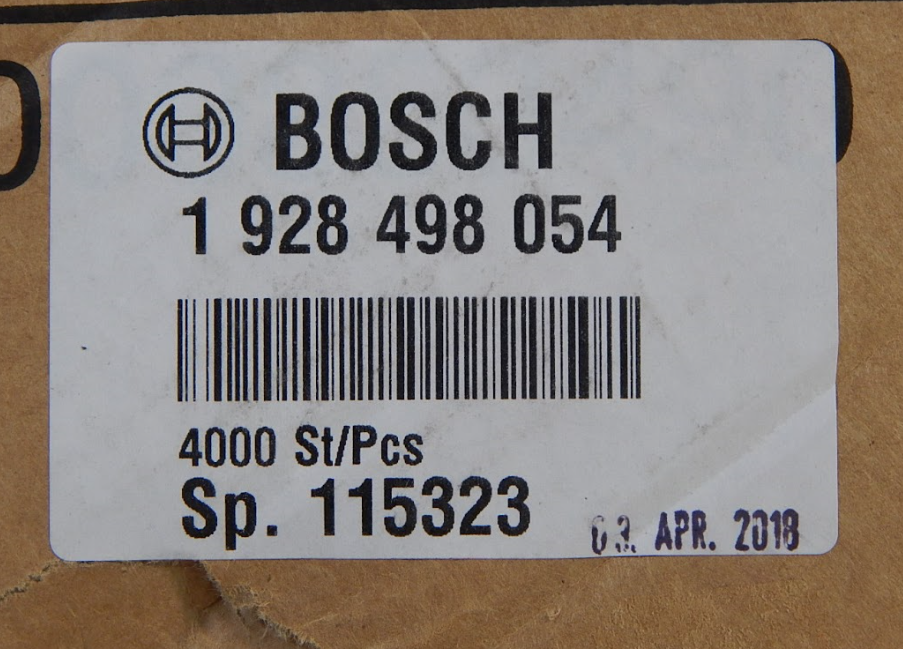 BOSCH
1 928 498 054
4000 St/Pcs
Sp. 115323
03. APR. 2018